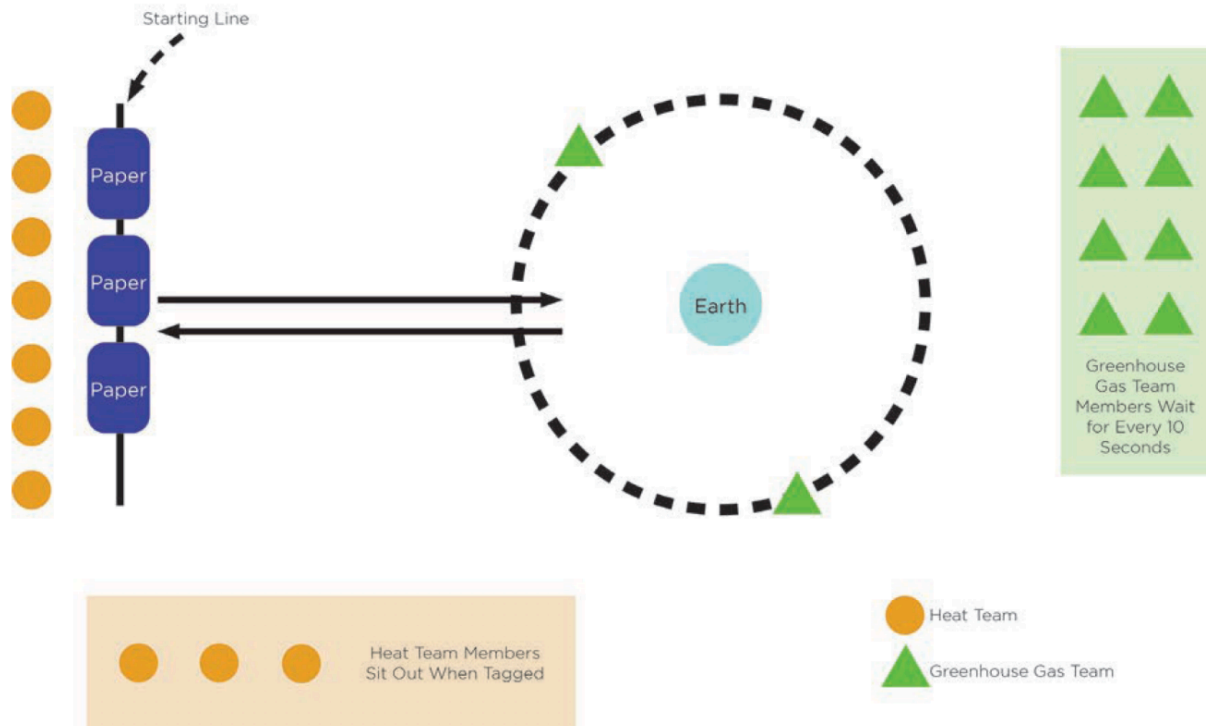 Starting Line
Paper
Paper
Paper
Earth
Greenhouse
Gas Team
Members Wait
for Every 10
Seconds
Heat Team Members
Sit Out When Tagged
Heat Team
Greenhouse Gas Team